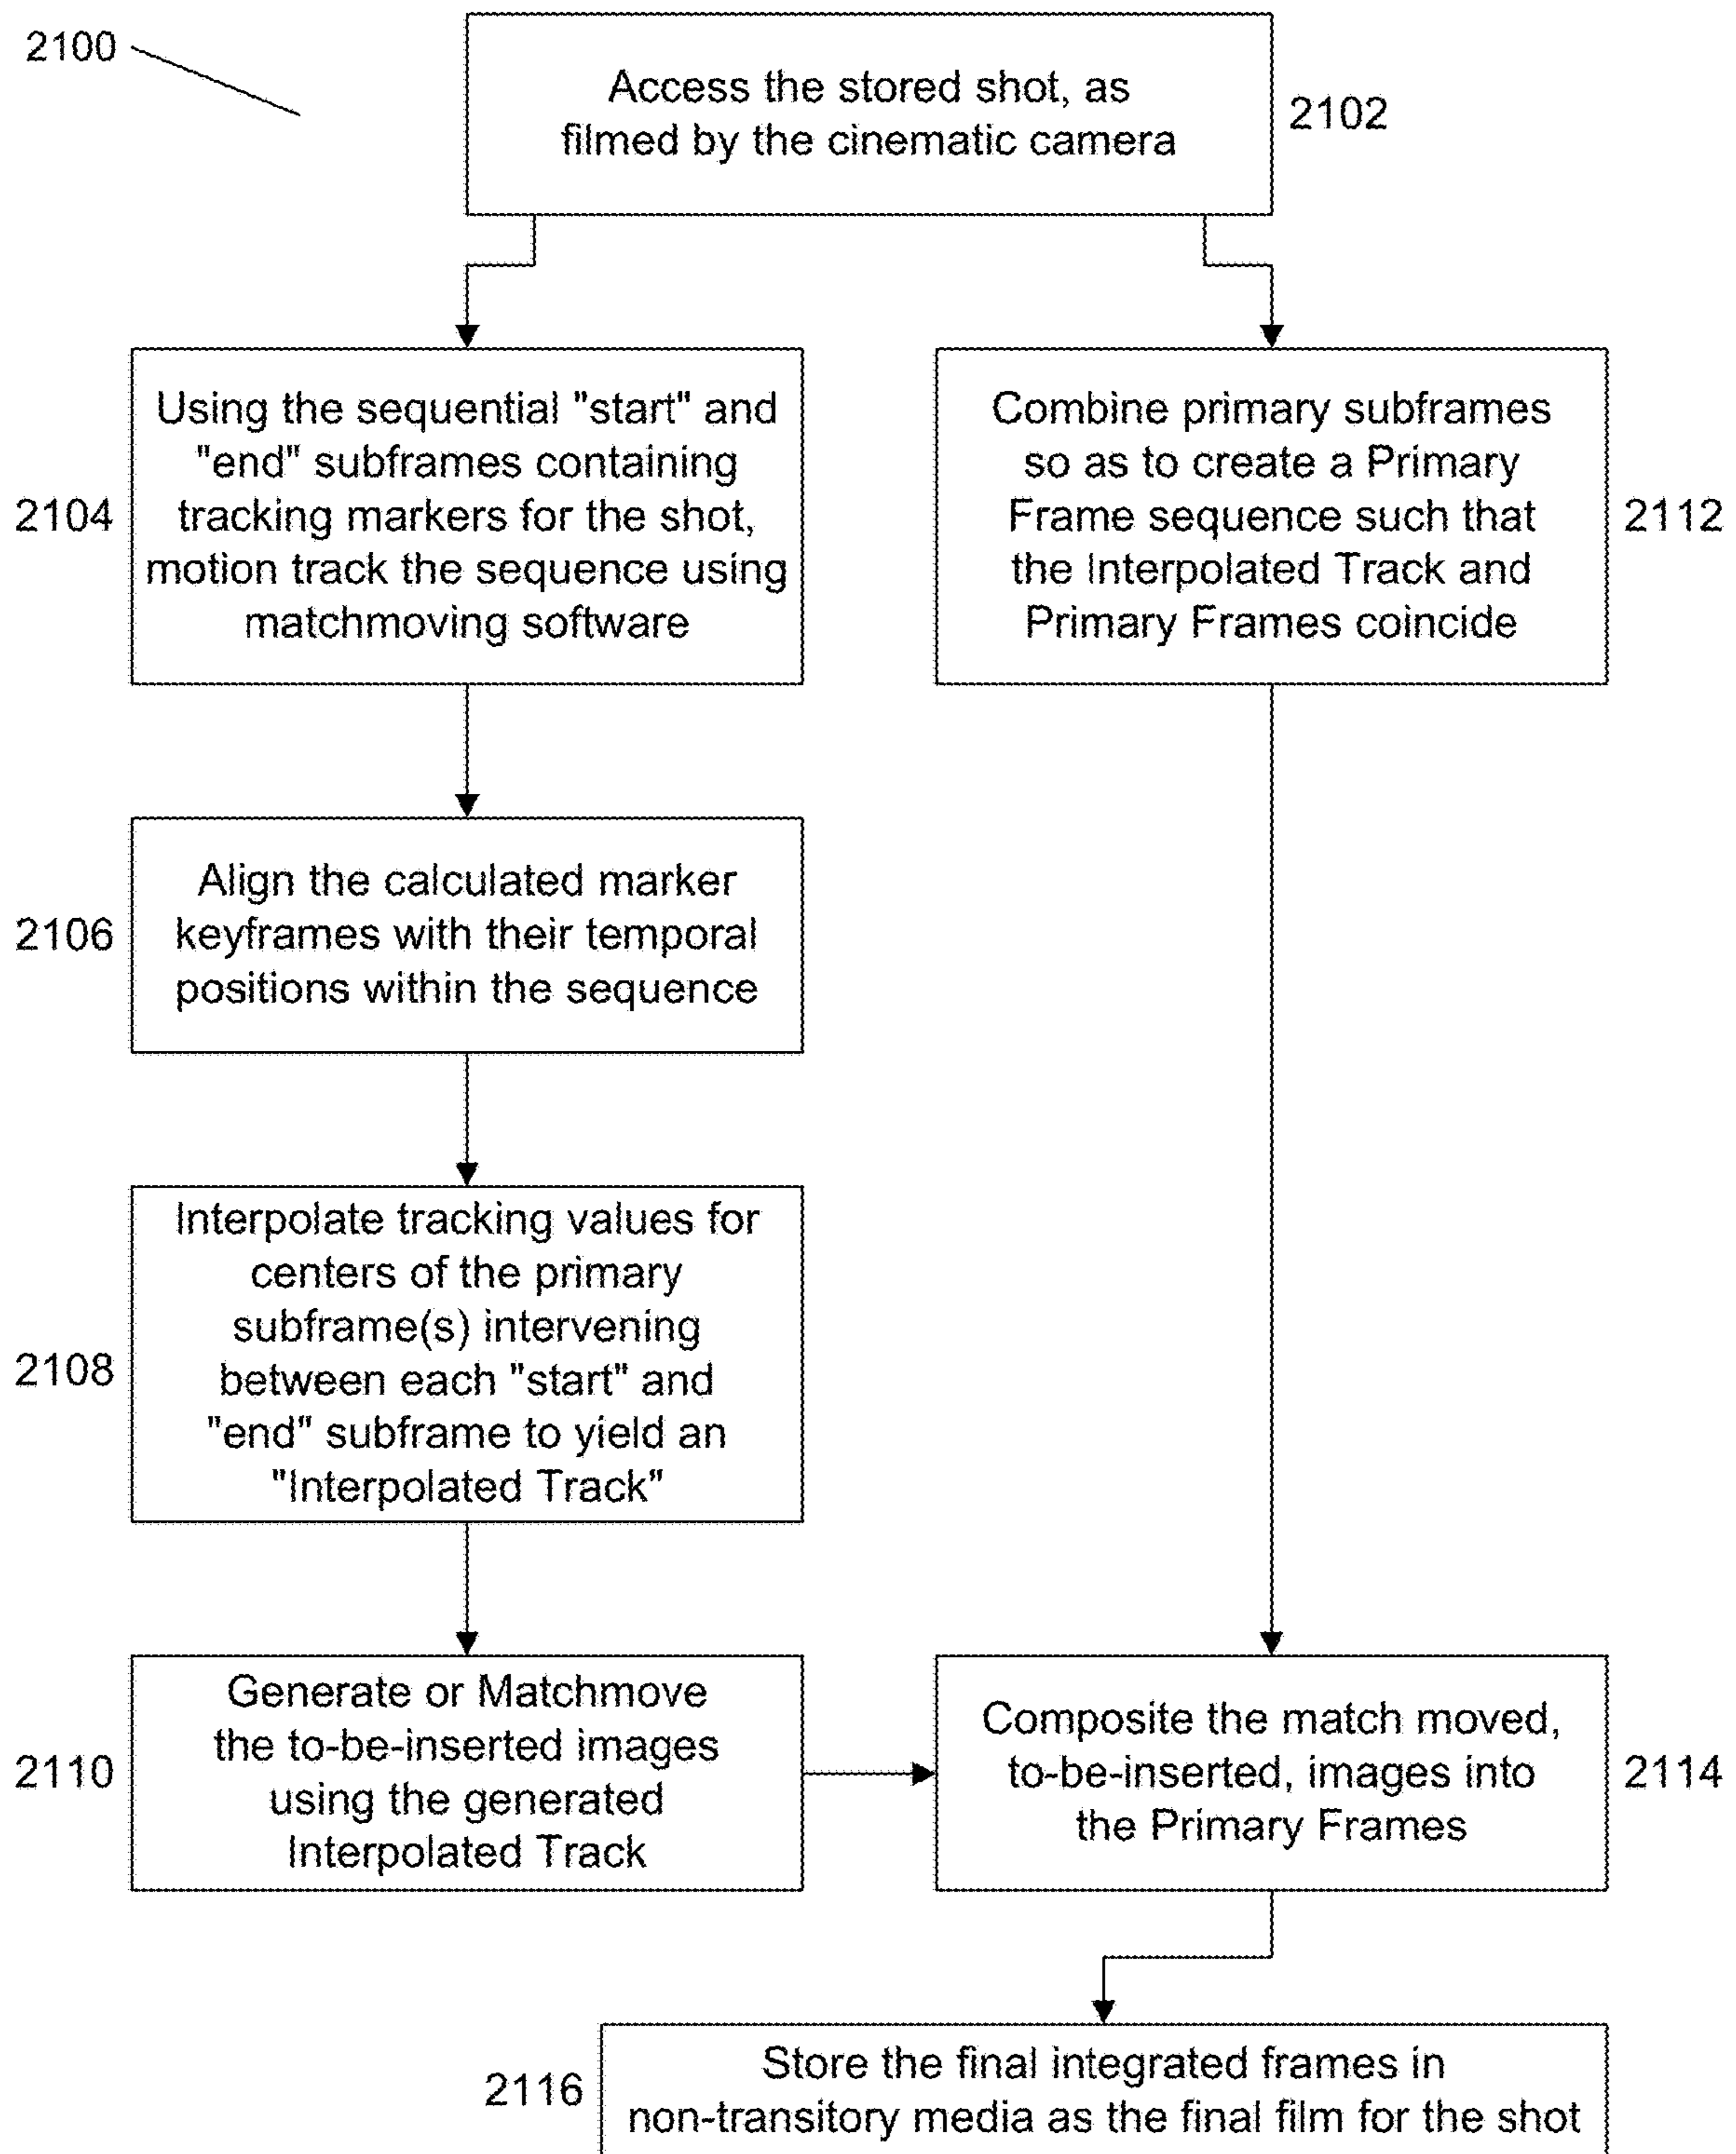 2100
Access the stored shot, as
filmed by the cinematic camera
2102
Using the sequential "start" and
"end" subframes containing
tracking markers for the shot,
motion track the sequence using
matchmoving software
2104
Combine primary subframes
so as to create a Primary
Frame sequence such that
the Interpolated Track and
Primary Frames coincide
2112
Align the calculated marker
keyframes with their temporal
positions within the sequence
2106
Interpolate tracking values for
centers of the primary
subframe(s) intervening
between each "start" and
"end" subframe to yield an
"Interpolated Track"
2108
Generate or Matchmove
the to-be-inserted images
using the generated
Interpolated Track
2110
Composite the match moved,
to-be-inserted, images into
the Primary Frames
2114
Store the final integrated frames in
non-transitory media as the final film for the shot
2116